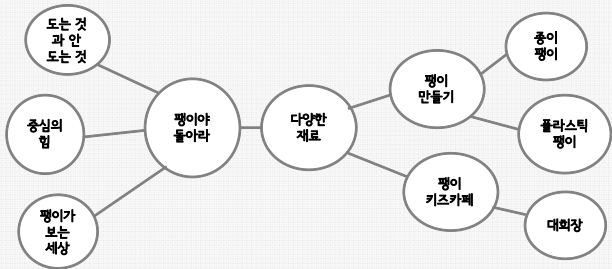 도는 것
과 안
도는 것
중심의
힘
팽이가
보는
세상
팽이야
돌아라
다양한
재료
팽이
만들기
팽이
키즈카페
종이
팽이
플라스틱
팽이
대회장